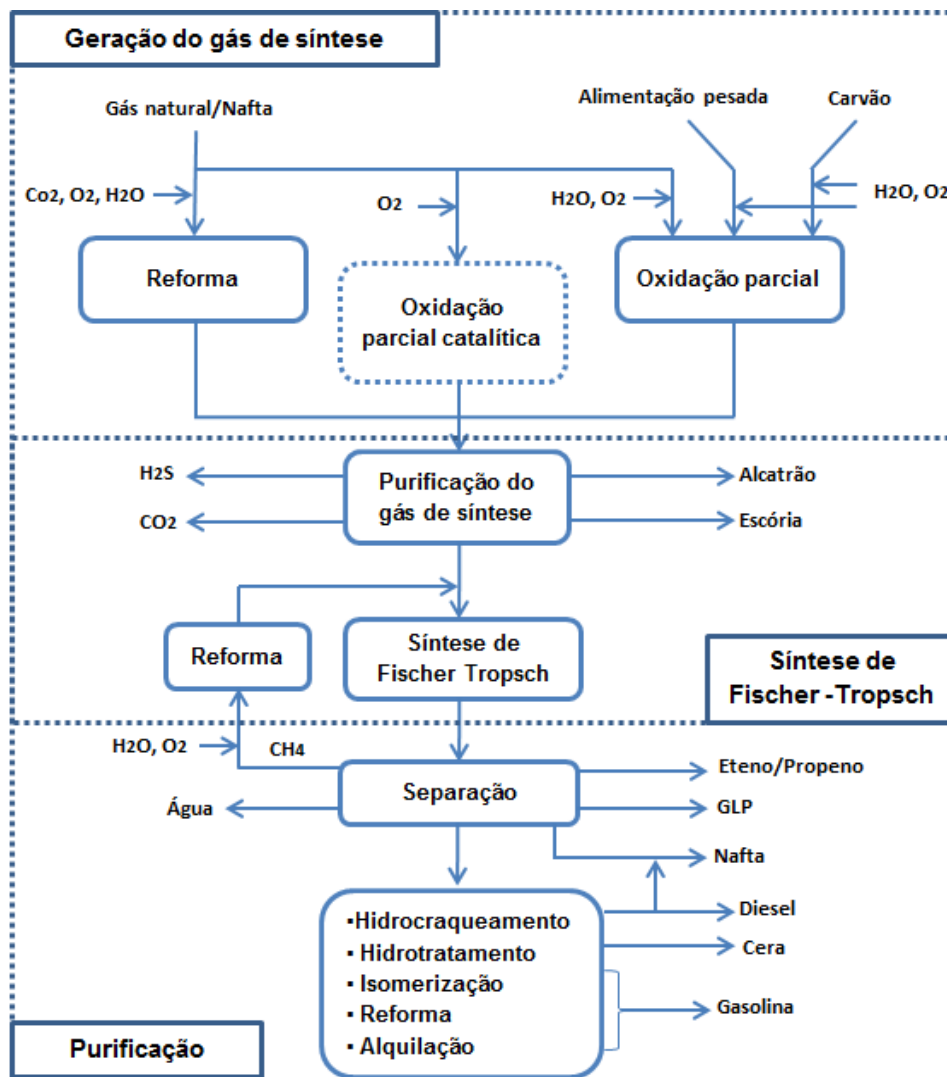 Geração do gás de síntese
Gás natural/Nafta
Alimentação pesada
Carvão
Co2, O2, H2O
O2
H2O, O2
H2O, O2
Reforma
Oxidação
parcial catalítica
Oxidação parcial
H2S
CO2
Purificação do
gás de síntese
Alcatrão
Escória
Reforma
Síntese de
Fischer Tropsch
Síntese de
Fischer -Tropsch
H2O, O2
CH4
Água
Separação
Eteno/Propeno
GLP
Nafta
▪Hidrocraqueamento
▪ Hidrotratamento
▪ Isomerização
▪ Reforma
▪ Alquilação
Diesel
Cera
Gasolina
Purificação